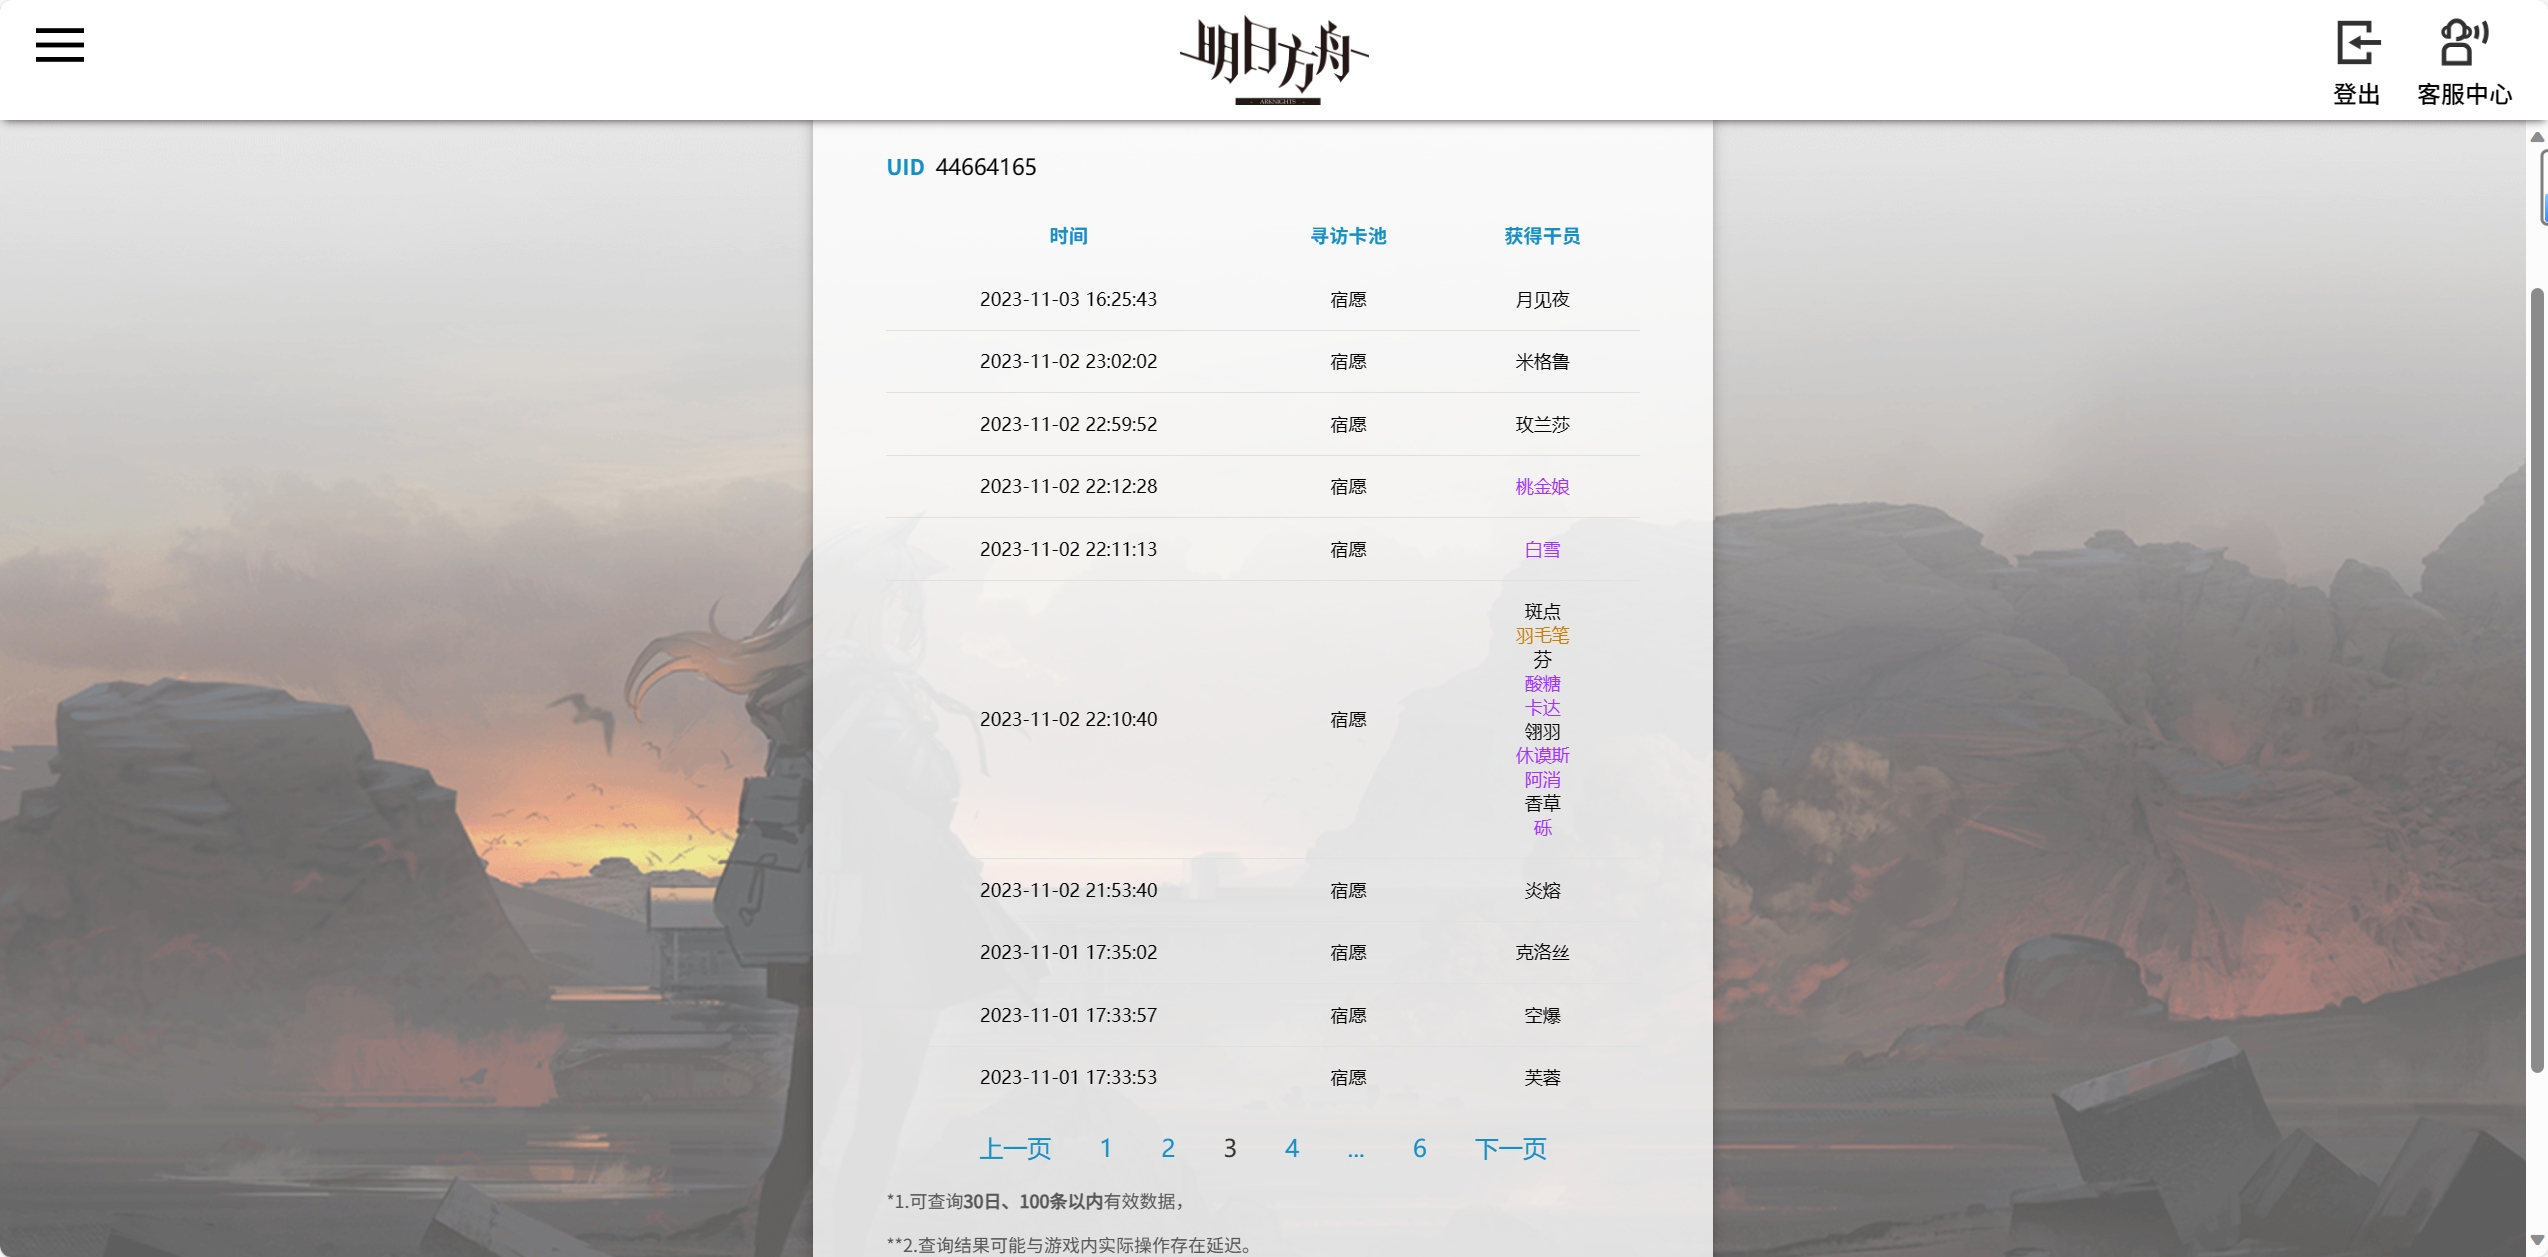 明日方舟
ARKNIGHTS
登出
客服中心
UID 44664165
时间 寻访卡池 获得干员
2023-11-03 16:25:43 宿愿 月见夜
2023-11-02 23:02:02 宿愿 米格鲁
2023-11-02 22:59:52 宿愿 玫兰莎
2023-11-02 22:12:28 宿愿 桃金娘
2023-11-02 22:11:13 宿愿 白雪
2023-11-02 22:10:40 宿愿
斑点
羽毛笔
芬
酸糖
卡达
翎羽
休谟斯
阿消
香草
砾
2023-11-02 21:53:40 宿愿 炎熔
2023-11-01 17:35:02 宿愿 克洛丝
2023-11-01 17:33:57 宿愿 空爆
2023-11-01 17:33:53 宿愿 芙蓉
上一页 1 2 3 4 ... 6 下一页
*1.可查询30日、100条以内有效数据，
**2.查询结果可能与游戏内实际操作存在延迟。